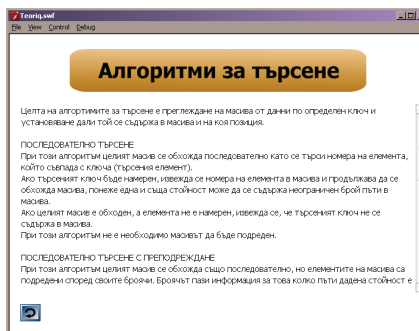 Teoriq.swf
File View Control Debug
Алгоритми за търсене
Целта на алгоритмите за търсене е преглеждане на масива от данни по определен ключ и
установяване дали той се съдържа в масива и на коя позиция.
ПОСЛЕДОВАТЕЛНО ТЪРСЕНЕ
При този алгоритъм целият масив се обхожда последователно като се търси номера на елемента,
който съвпада с ключа (търсения елемент).
Ако търсеният ключ бъде намерен, извежда се номера на елемента в масива и продължава да се
обхожда масива, понеже една и съща стойност може да се съдържа неограничен брой пъти в
масива.
Ако целият масив е обходен, а елемента не е намерен, извежда се, че търсеният ключ не се
съдържа в масива.
При този алгоритъм не е необходимо масивът да бъде подреден.
ПОСЛЕДОВАТЕЛНО ТЪРСЕНЕ С ПРЕПОДРЕЖДАНЕ
При този алгоритъм целият масив се обхожда също последователно, но елементите на масива са
подредени според своите броячи. Броячът пази информация за това колко пъти дадена стойност е